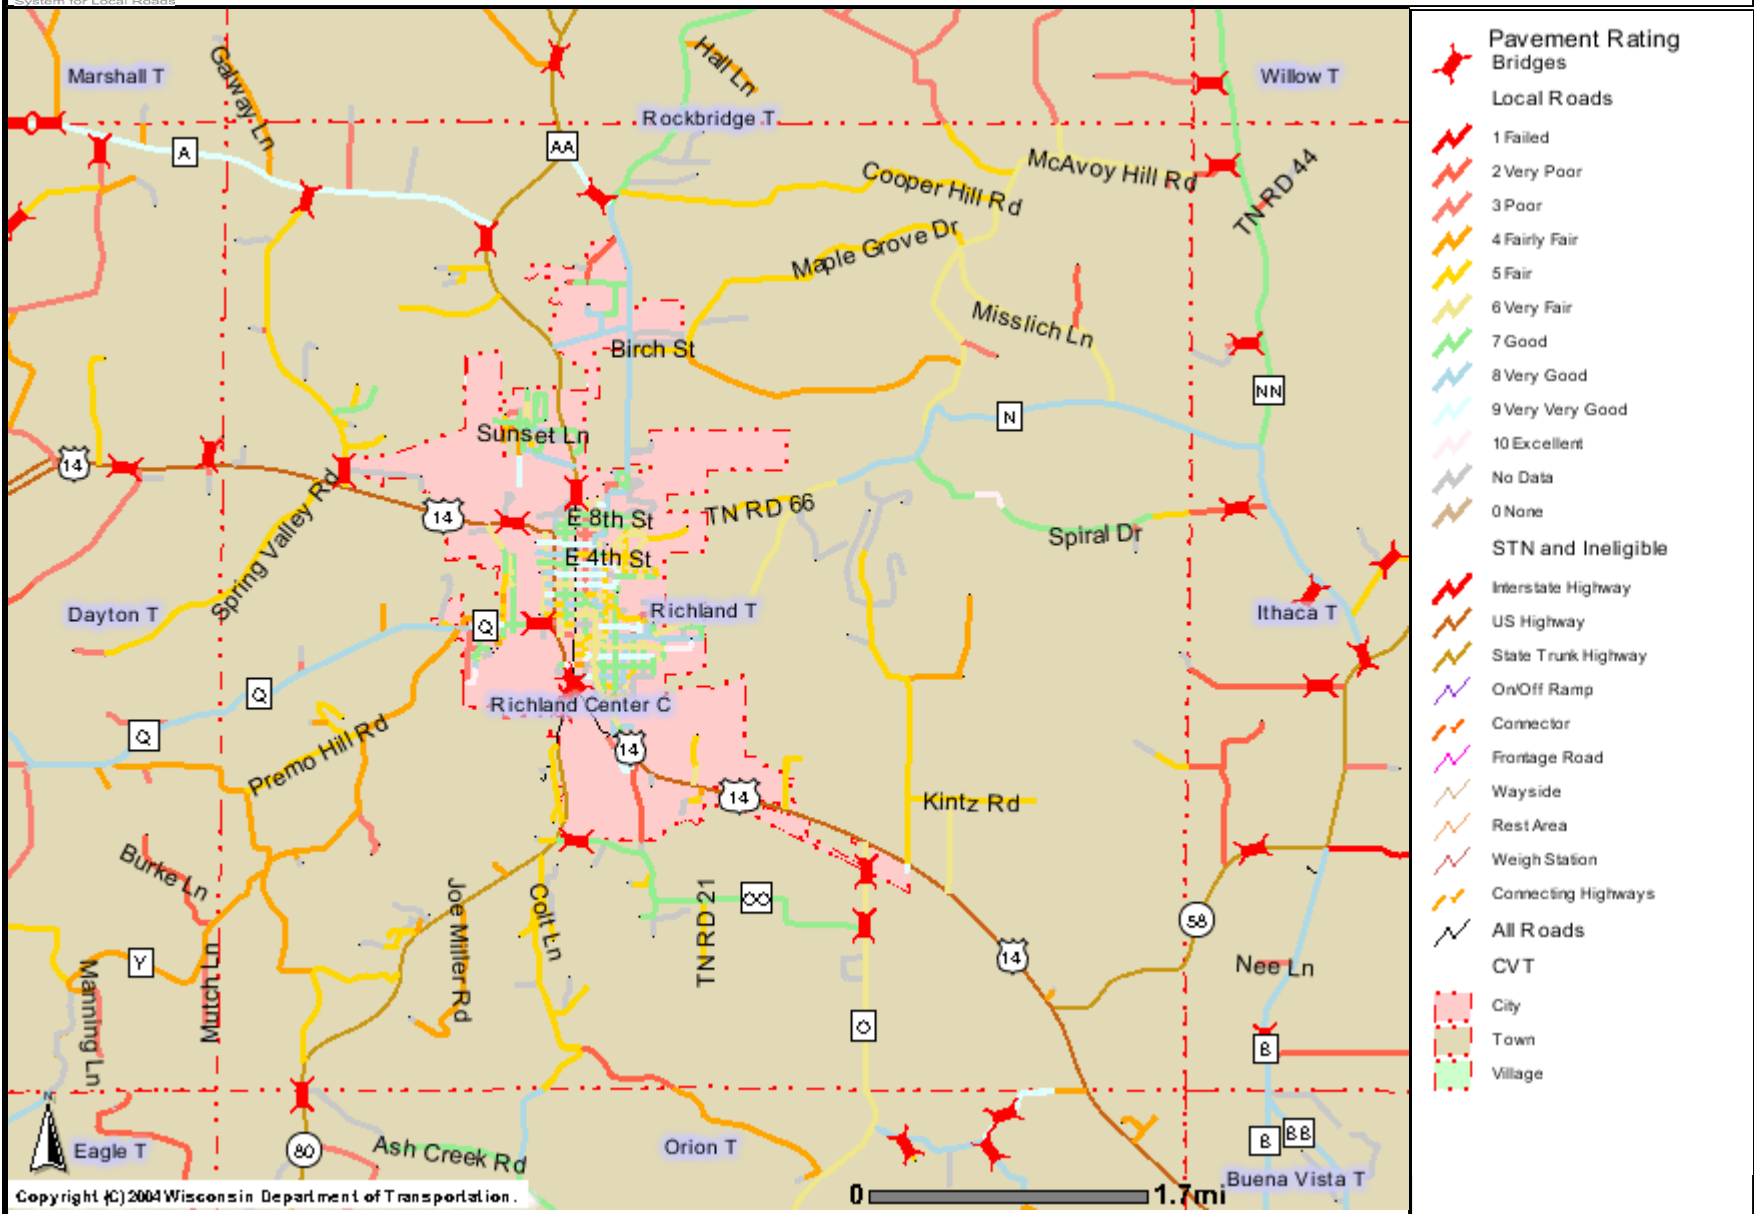 System for Local Roads
Marshall T
Galway Ln
Hall Ln
Rockbridge T
Willow T
A
AA
McAvoy Hill Rd
Cooper Hill Rd
TN RD 44
Maple Grove Dr
Misslich Ln
Birch St
NN
N
Sunset Ln
14
14
TN RD 66
E 8th St
Spiral Dr
E 4th St
Spring Valley Rd
Dayton T
Richland T
Ithaca T
Q
Q
Q
Richland Center C
14
Premo Hill Rd
14
Kintz Rd
Burke Ln
Joe Miller Rd
Colt Ln
TN RD 21
OO
58
Y
14
Nee Ln
Manning Ln
Mutch Ln
O
B
N
Eagle T
80
Ash Creek Rd
Orion T
B
BB
Buena Vista T
Copyright (C)2004 Wisconsin Department of Transportation.
0
1.7mi
Pavement Rating
Bridges
Local Roads
1 Failed
2 Very Poor
3 Poor
4 Fairly Fair
5 Fair
6 Very Fair
7 Good
8 Very Good
9 Very Very Good
10 Excellent
No Data
0 None
STN and Ineligible
Interstate Highway
US Highway
State Trunk Highway
On/Off Ramp
Connector
Frontage Road
Wayside
Rest Area
Weigh Station
Connecting Highways
All Roads
CVT
City
Town
Village